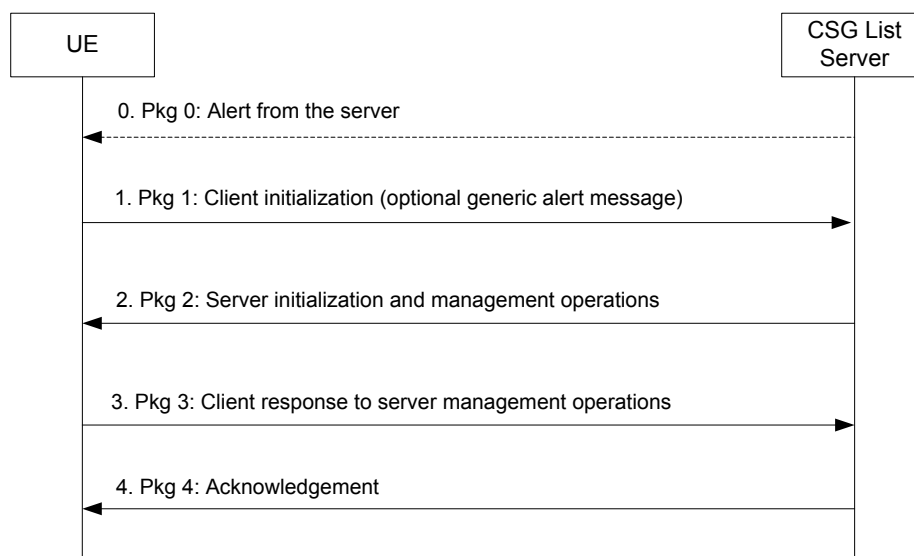 UE
CSG List
Server
0. Pkg 0: Alert from the server
1. Pkg 1: Client initialization (optional generic alert message)
2. Pkg 2: Server initialization and management operations
3. Pkg 3: Client response to server management operations
4. Pkg 4: Acknowledgement